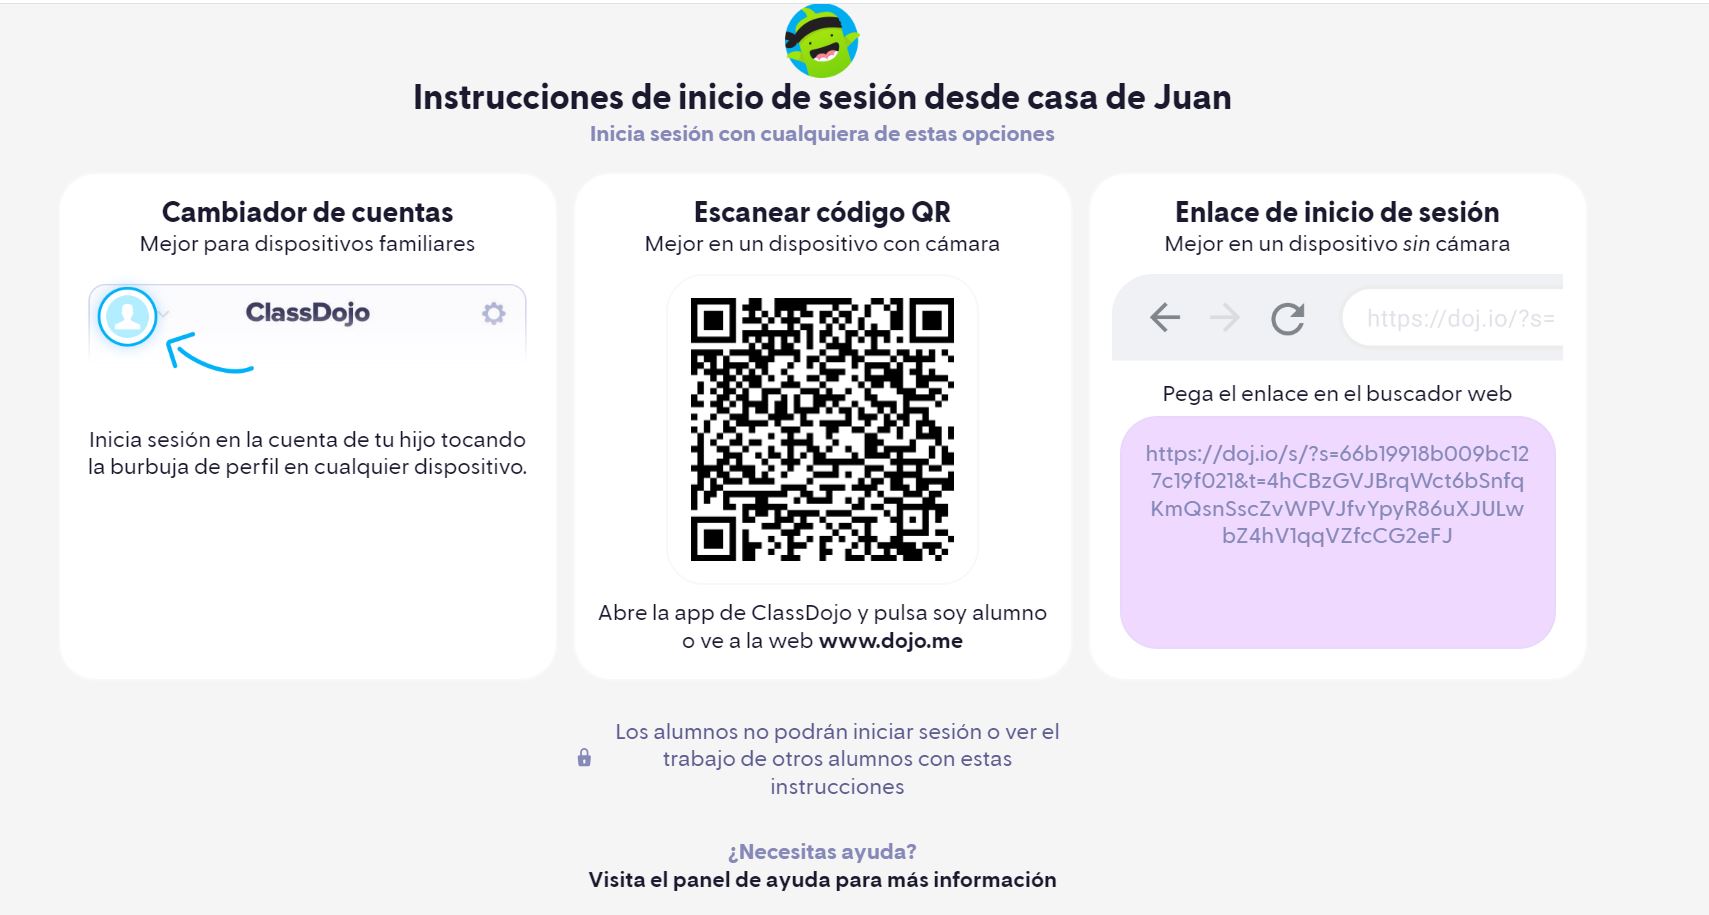 Instrucciones de inicio de sesión desde casa de Juan
Inicia sesión con cualquiera de estas opciones
Cambiador de cuentas
Mejor para dispositivos familiares
ClassDojo
Inicia sesión en la cuenta de tu hijo tocando
la burbuja de perfil en cualquier dispositivo.
Escanear código QR
Mejor en un dispositivo con cámara
Abre la app de ClassDojo y pulsa soy alumno
o ve a la web www.dojo.me
Enlace de inicio de sesión
Mejor en un dispositivo sin cámara
https://doj.io/?s=
Pega el enlace en el buscador web
https://doj.io/s/?s=66b19918b009bc12
7c19f021&t=4hCBzGVJBrqWct6bSnfq
KmQsnSscZvWPVJfvYpyR86uXJULw
bZ4hV1qqVZfcCG2eFJ
Los alumnos no podrán iniciar sesión o ver el
trabajo de otros alumnos con estas
instrucciones
¿Necesitas ayuda?
Visita el panel de ayuda para más información